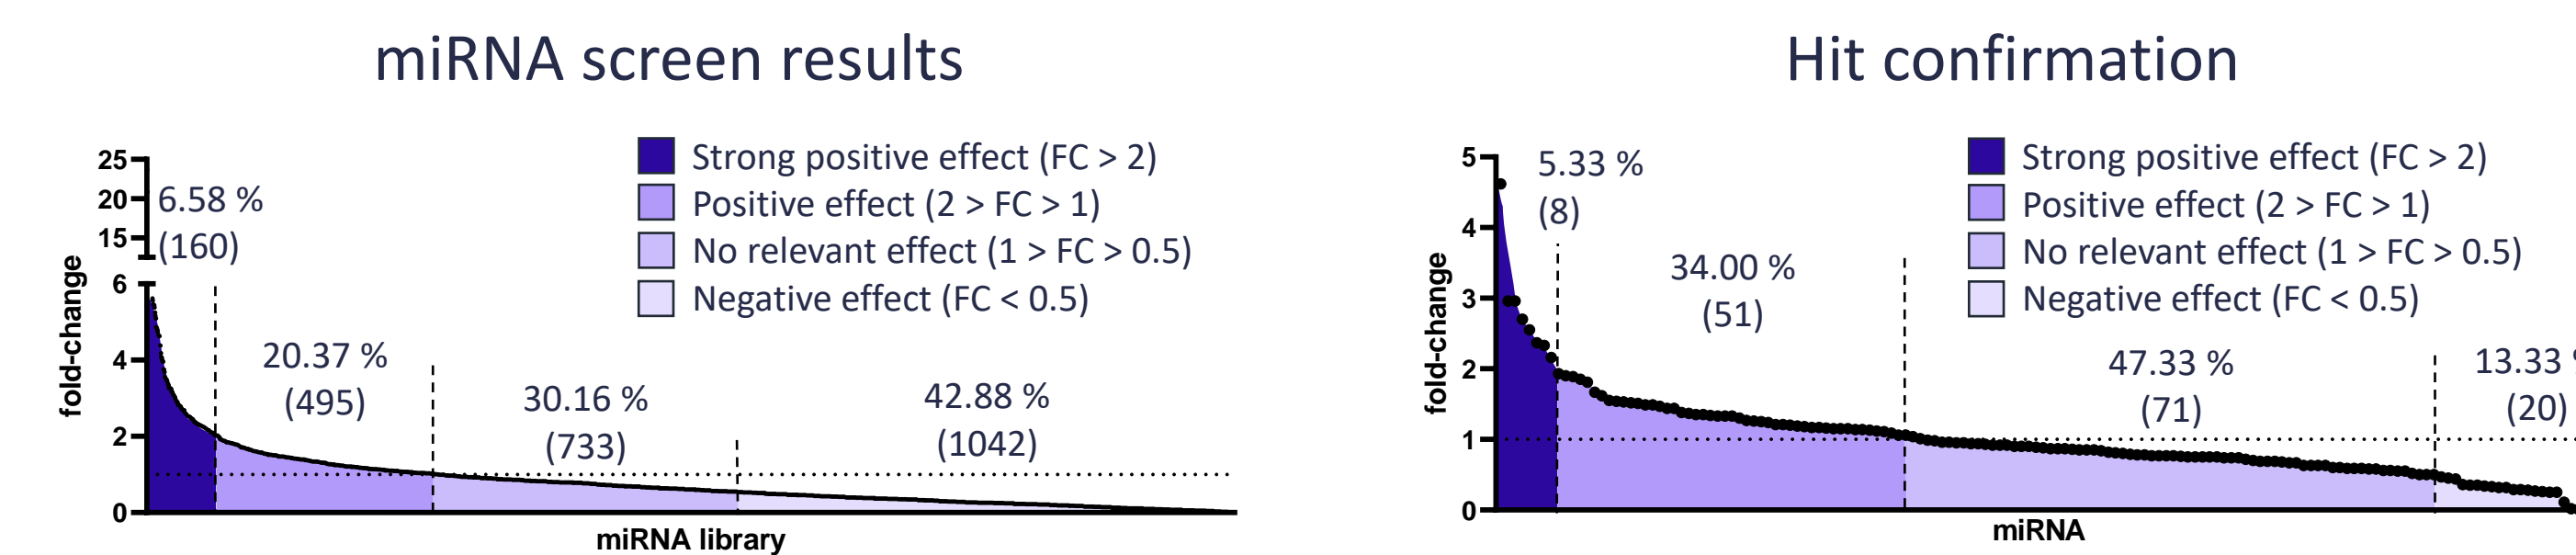 miRNA screen results
25
20
15
6
4
2
0
fold-change
6.58 %
(160)
20.37 %
(495)
30.16 %
(733)
42.88 %
(1042)
Strong positive effect (FC > 2)
Positive effect (2 > FC > 1)
No relevant effect (1 > FC > 0.5)
Negative effect (FC < 0.5)
miRNA library
Hit confirmation
5
4
3
2
1
0
fold-change
5.33 %
(8)
34.00 %
(51)
47.33 %
(71)
13.33 %
(20)
Strong positive effect (FC > 2)
Positive effect (2 > FC > 1)
No relevant effect (1 > FC > 0.5)
Negative effect (FC < 0.5)
miRNA